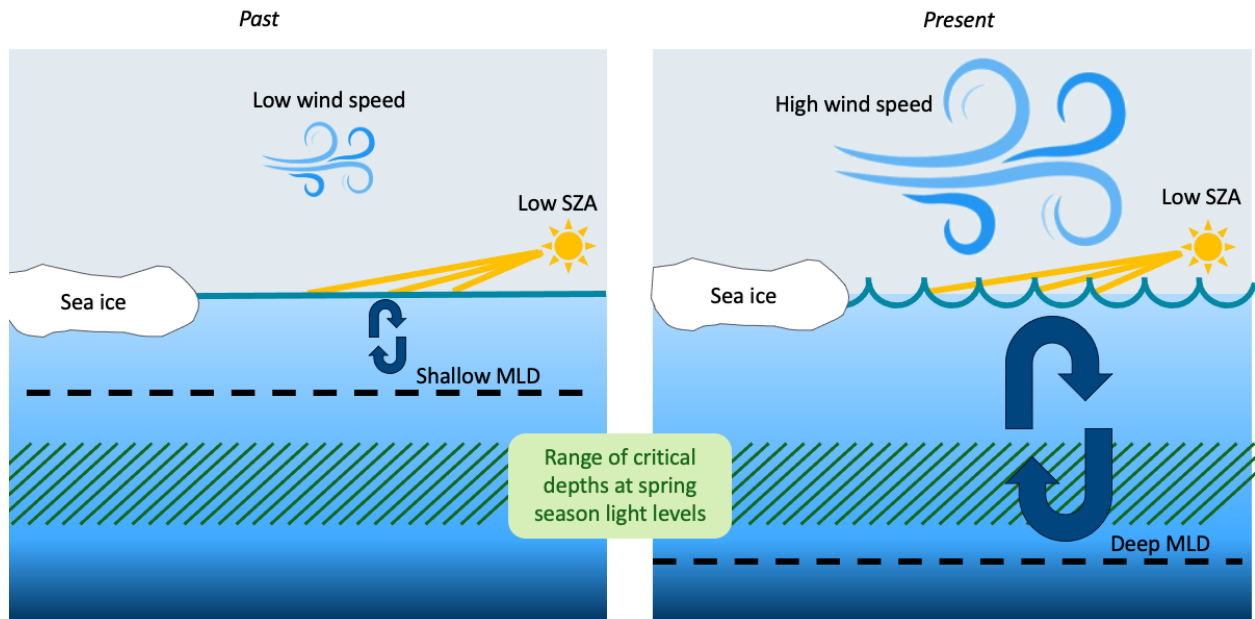 Past
Low wind speed
Low SZA
Sea ice
Shallow MLD
Range of critical
depths at spring
season light levels
Present
High wind speed
Low SZA
Sea ice
Deep MLD